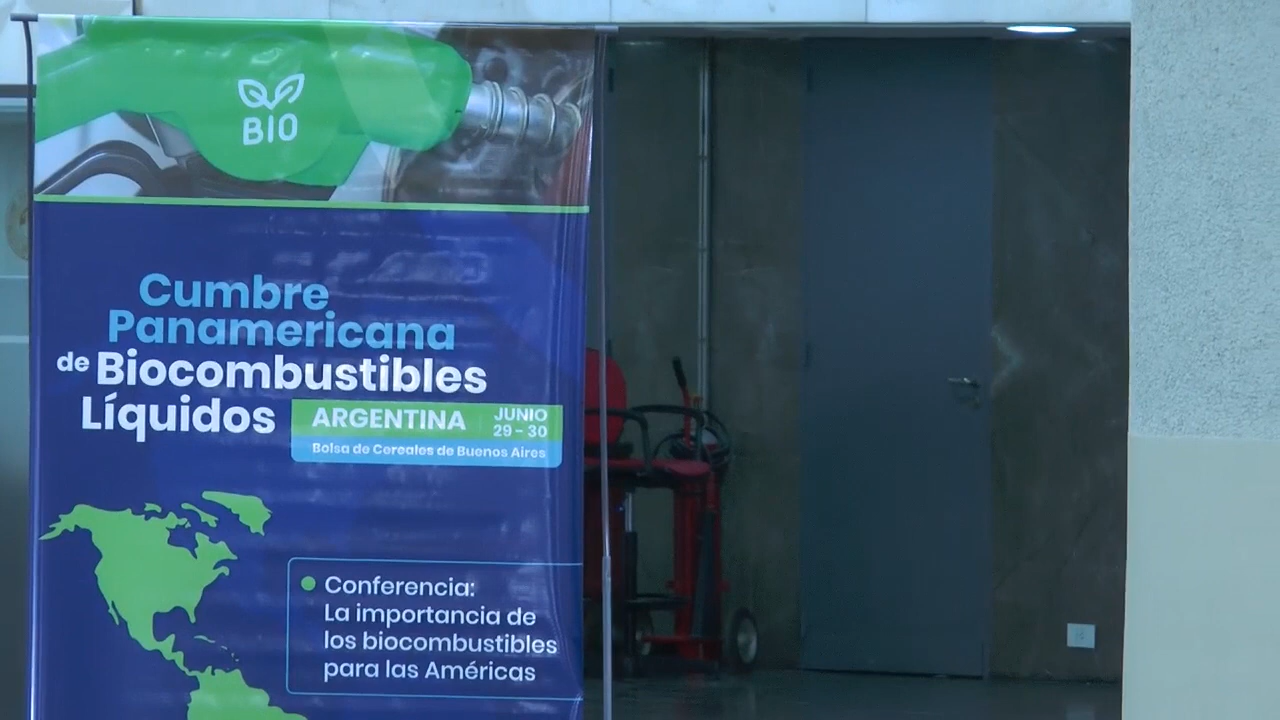 BIO
Cumbre
Panamericana
de Biocombustibles
Líquidos
ARGENTINA
JUNIO
29 - 30
Bolsa de Cereales de Buenos Aires
Conferencia:
La importancia de
los biocombustibles
para las Américas